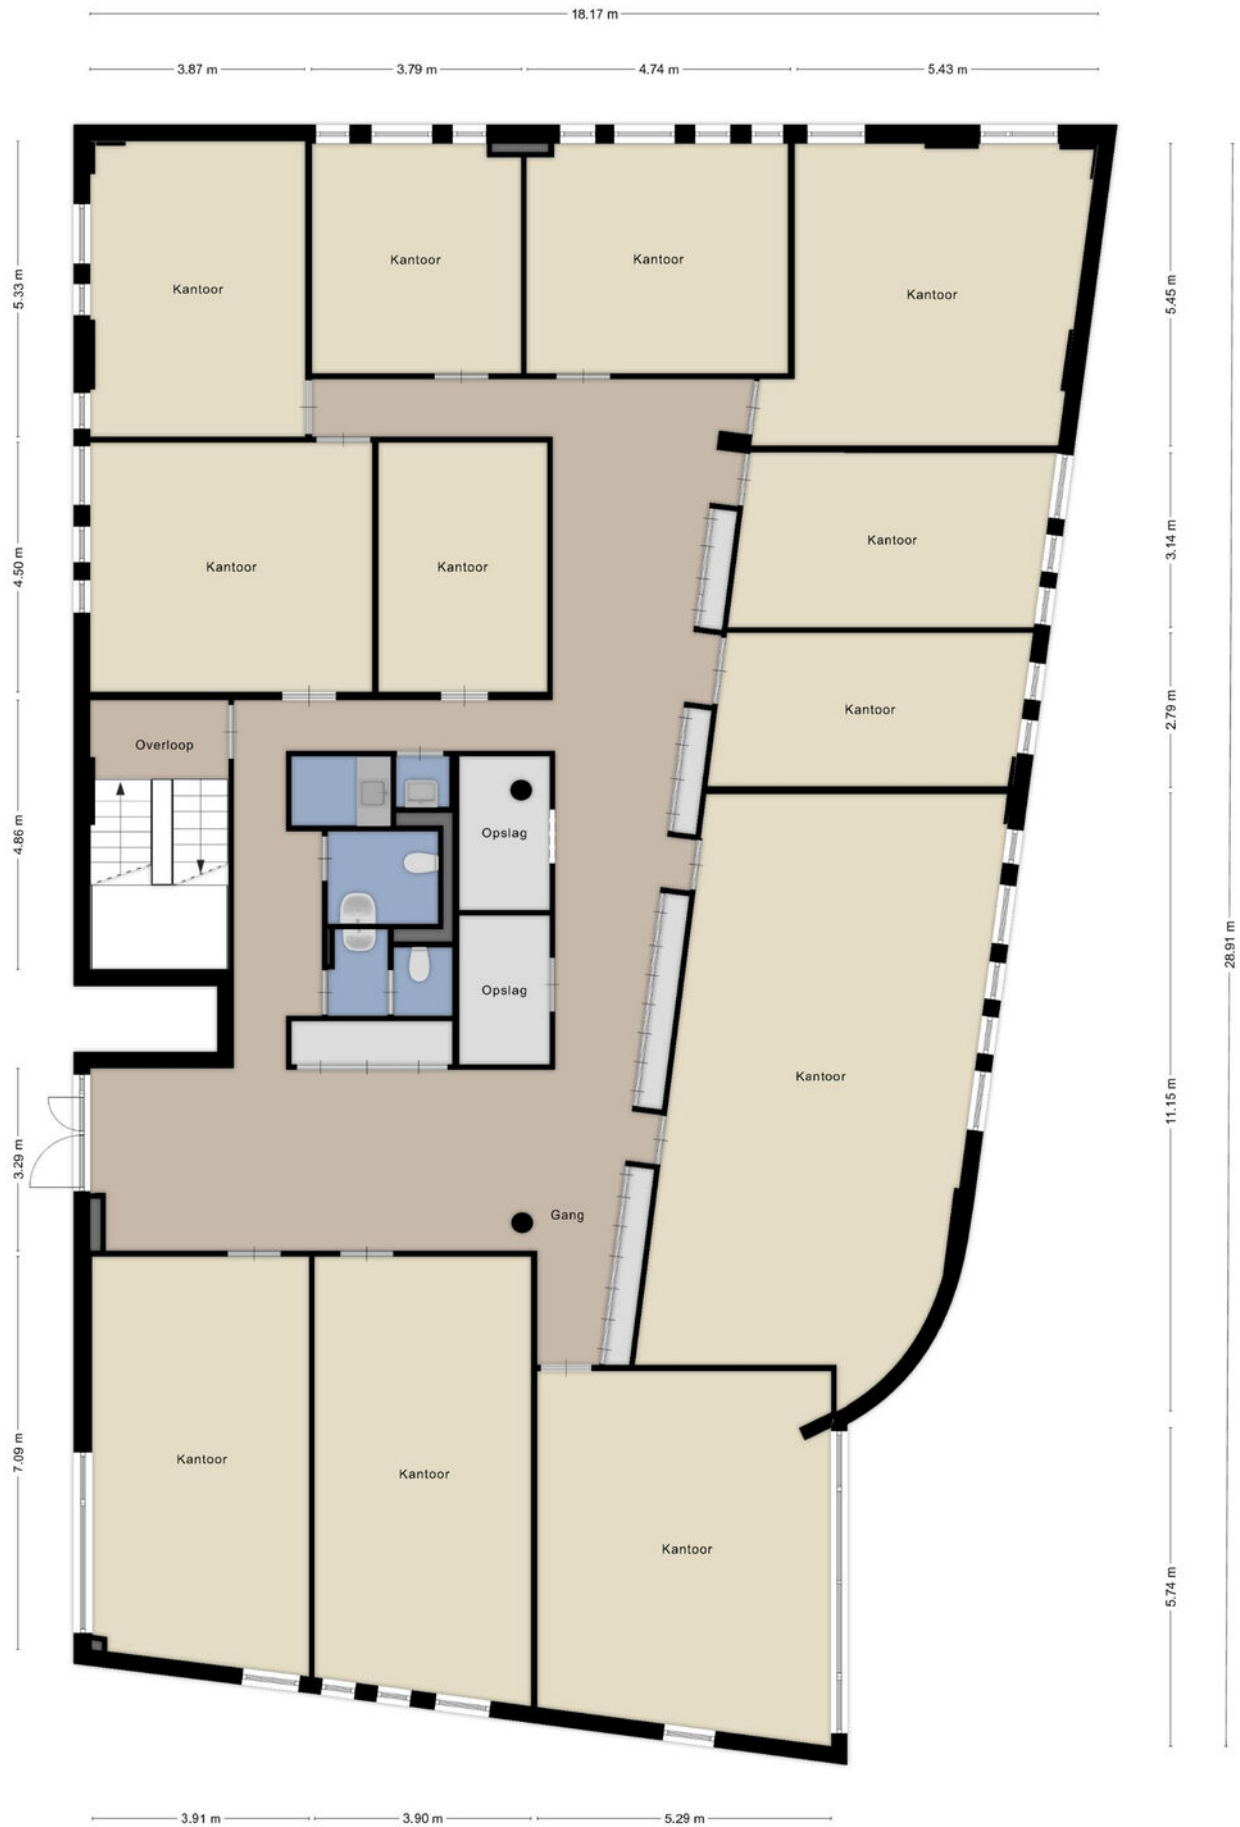 18.17 m
3.87 m
3.79 m
4.74 m
5.43 m
Kantoor
Kantoor
Kantoor
Kantoor
5.33 m
5.45 m
Kantoor
Kantoor
Kantoor
4.50 m
3.14 m
Kantoor
2.79 m
Overloop
Opslag
4.86 m
28.91 m
Opslag
Kantoor
11.15 m
3.29 m
Gang
Kantoor
Kantoor
Kantoor
7.09 m
5.74 m
3.91 m
3.90 m
5.29 m